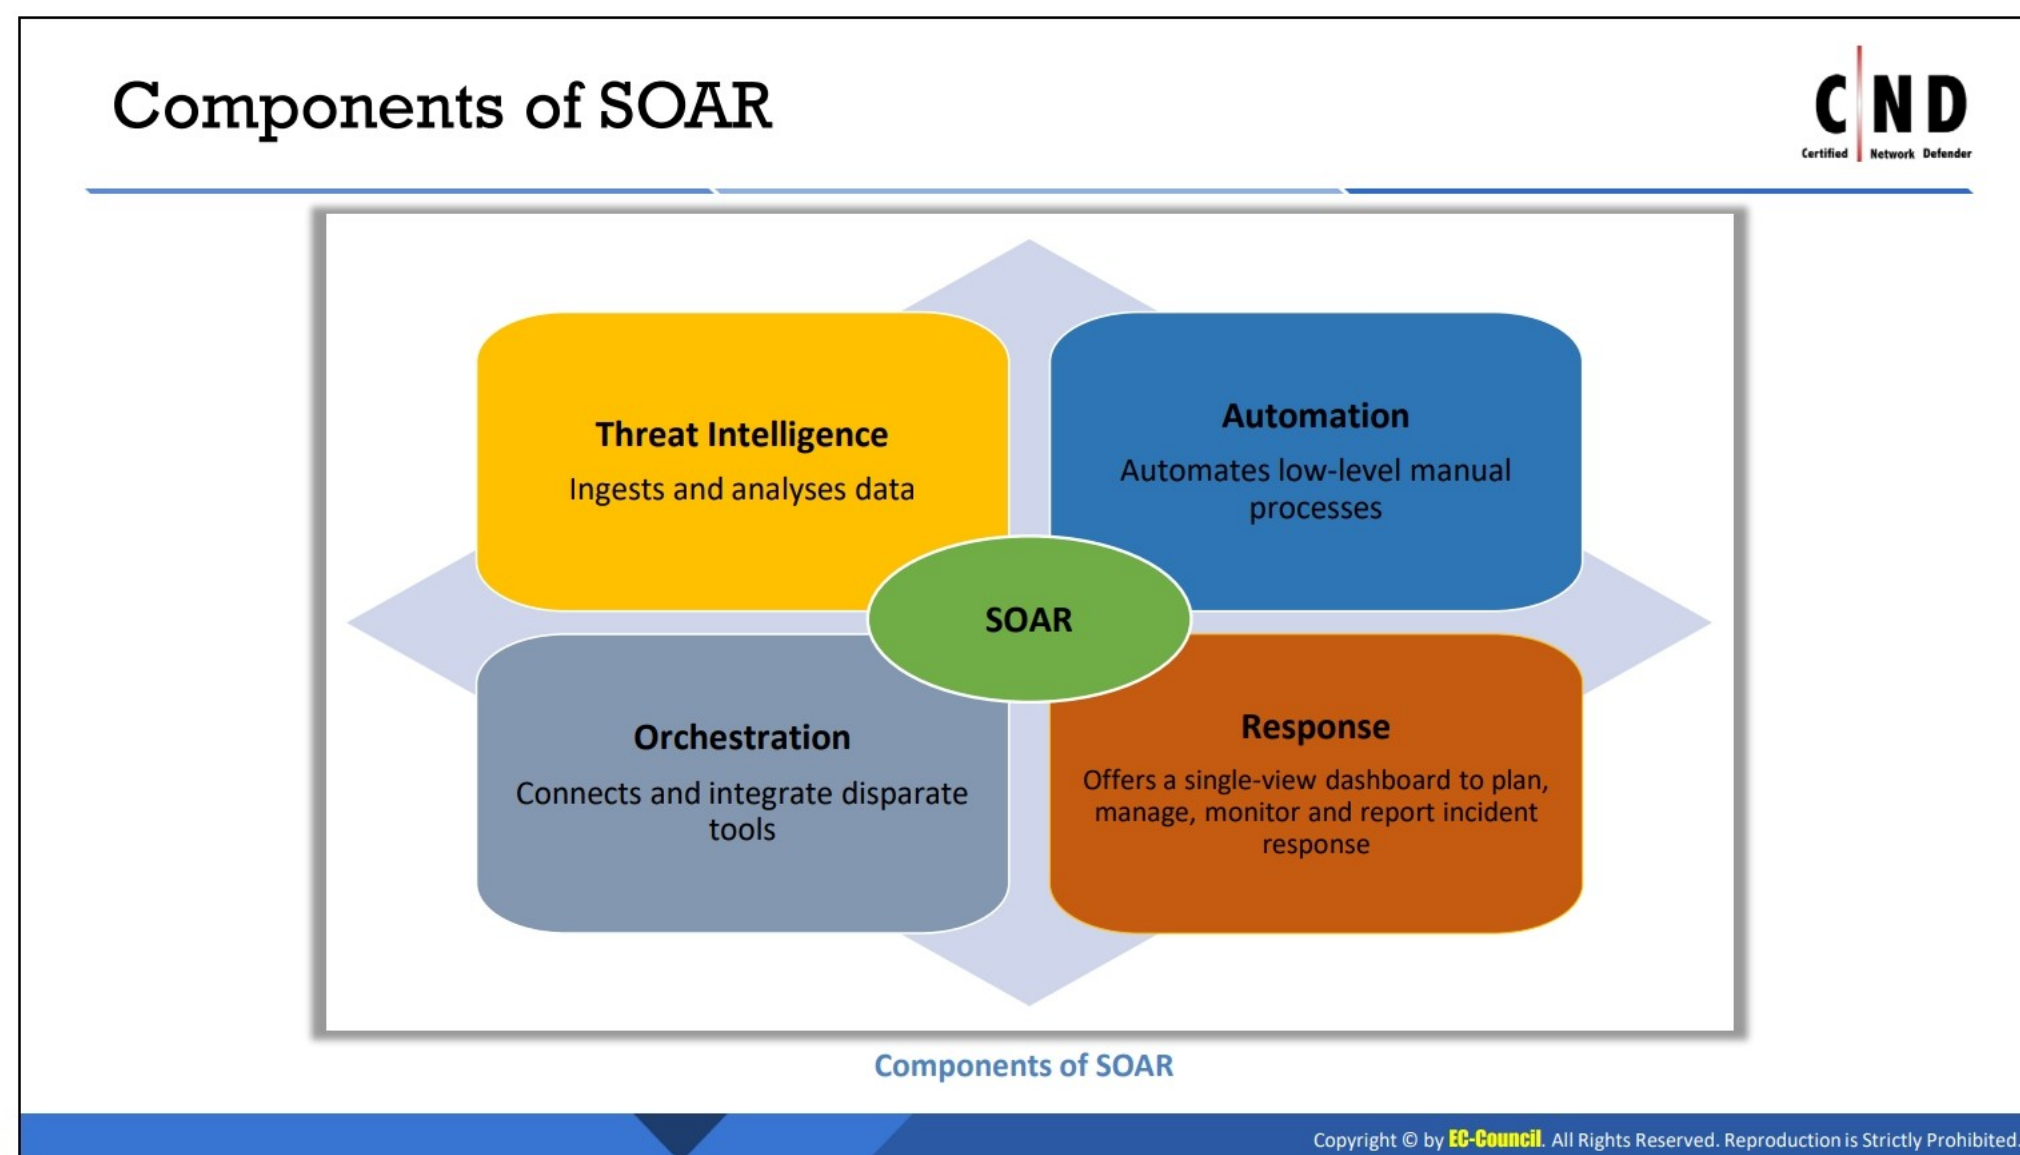 Components of SOAR
C ND
Certified Network Defender
Threat Intelligence
Ingests and analyses data
Automation
Automates low-level manual
processes
SOAR
Orchestration
Connects and integrate disparate
tools
Response
Offers a single-view dashboard to plan,
manage, monitor and report incident
response
Components of SOAR
Copyright © by EC-Council. All Rights Reserved. Reproduction is Strictly Prohibited.